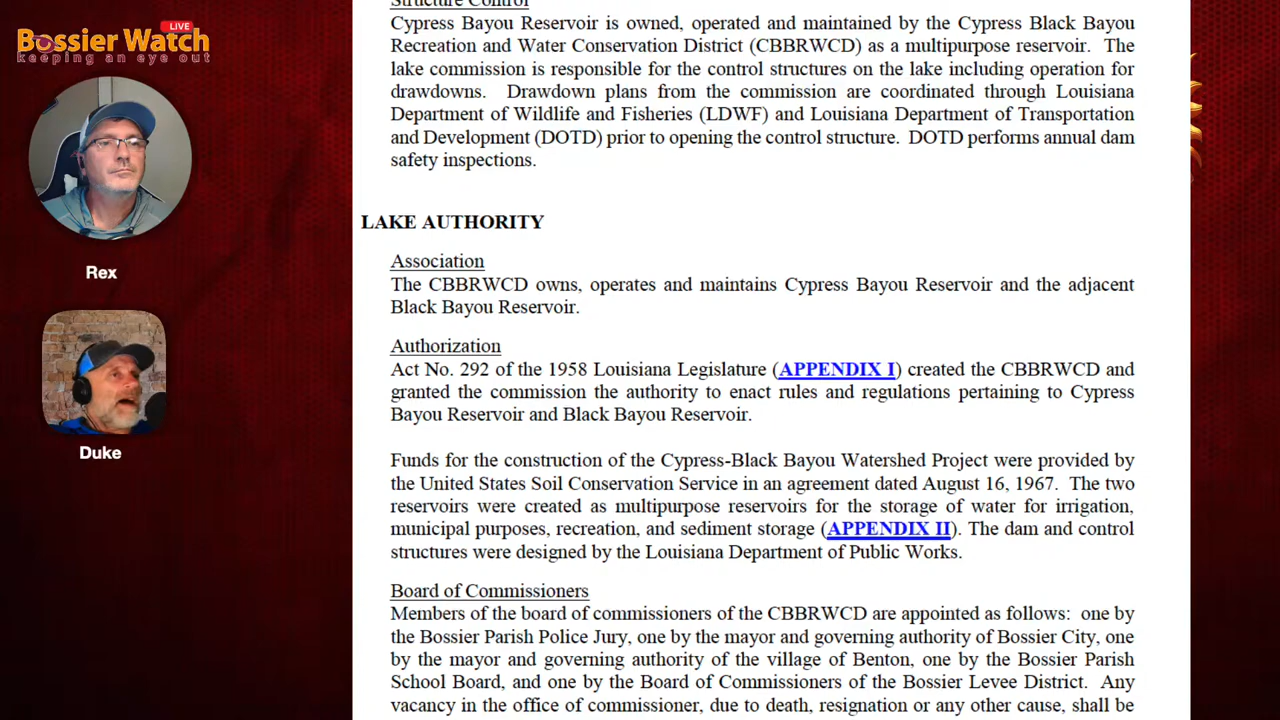 LIVE
Bossier Watch
keeping an eye out
Rex
Duke
Structure Control
Cypress Bayou Reservoir is owned, operated and maintained by the Cypress Black Bayou
Recreation and Water Conservation District (CBBRWCD) as a multipurpose reservoir. The
lake commission is responsible for the control structures on the lake including operation for
drawdowns. Drawdown plans from the commission are coordinated through Louisiana
Department of Wildlife and Fisheries (LDWF) and Louisiana Department of Transportation
and Development (DOTD) prior to opening the control structure. DOTD performs annual dam
safety inspections.
LAKE AUTHORITY
Association
The CBBRWCD owns, operates and maintains Cypress Bayou Reservoir and the adjacent
Black Bayou Reservoir.
Authorization
Act No. 292 of the 1958 Louisiana Legislature (APPENDIX I) created the CBBRWCD and
granted the commission the authority to enact rules and regulations pertaining to Cypress
Bayou Reservoir and Black Bayou Reservoir.
Funds for the construction of the Cypress-Black Bayou Watershed Project were provided by
the United States Soil Conservation Service in an agreement dated August 16, 1967. The two
reservoirs were created as multipurpose reservoirs for the storage of water for irrigation,
municipal purposes, recreation, and sediment storage (APPENDIX II). The dam and control
structures were designed by the Louisiana Department of Public Works.
Board of Commissioners
Members of the board of commissioners of the CBBRWCD are appointed as follows: one by
the Bossier Parish Police Jury, one by the mayor and governing authority of Bossier City, one
by the mayor and governing authority of the village of Benton, one by the Bossier Parish
School Board, and one by the Board of Commissioners of the Bossier Levee District. Any
vacancy in the office of commissioner, due to death, resignation or any other cause, shall be